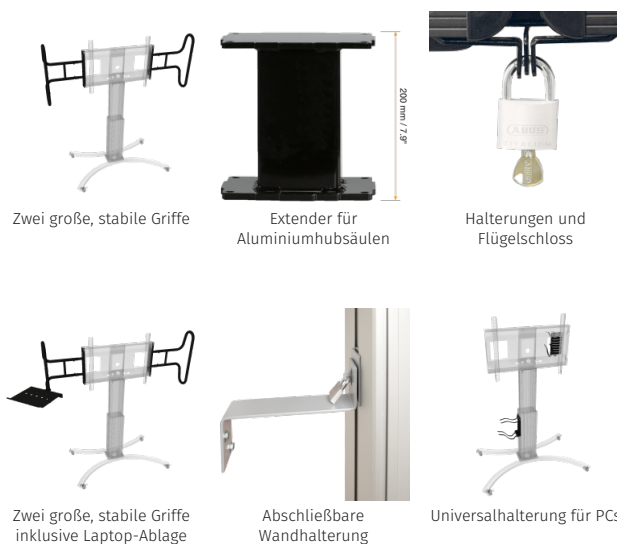 200 mm / 7.9"
ABUS
Zwei große, stabile Griffe
Extender für
Aluminiumhubsäulen
Halterungen und
Flügelschloss
Zwei große, stabile Griffe
inklusive Laptop-Ablage
Abschließbare
Wandhalterung
Universalhalterung für PCs